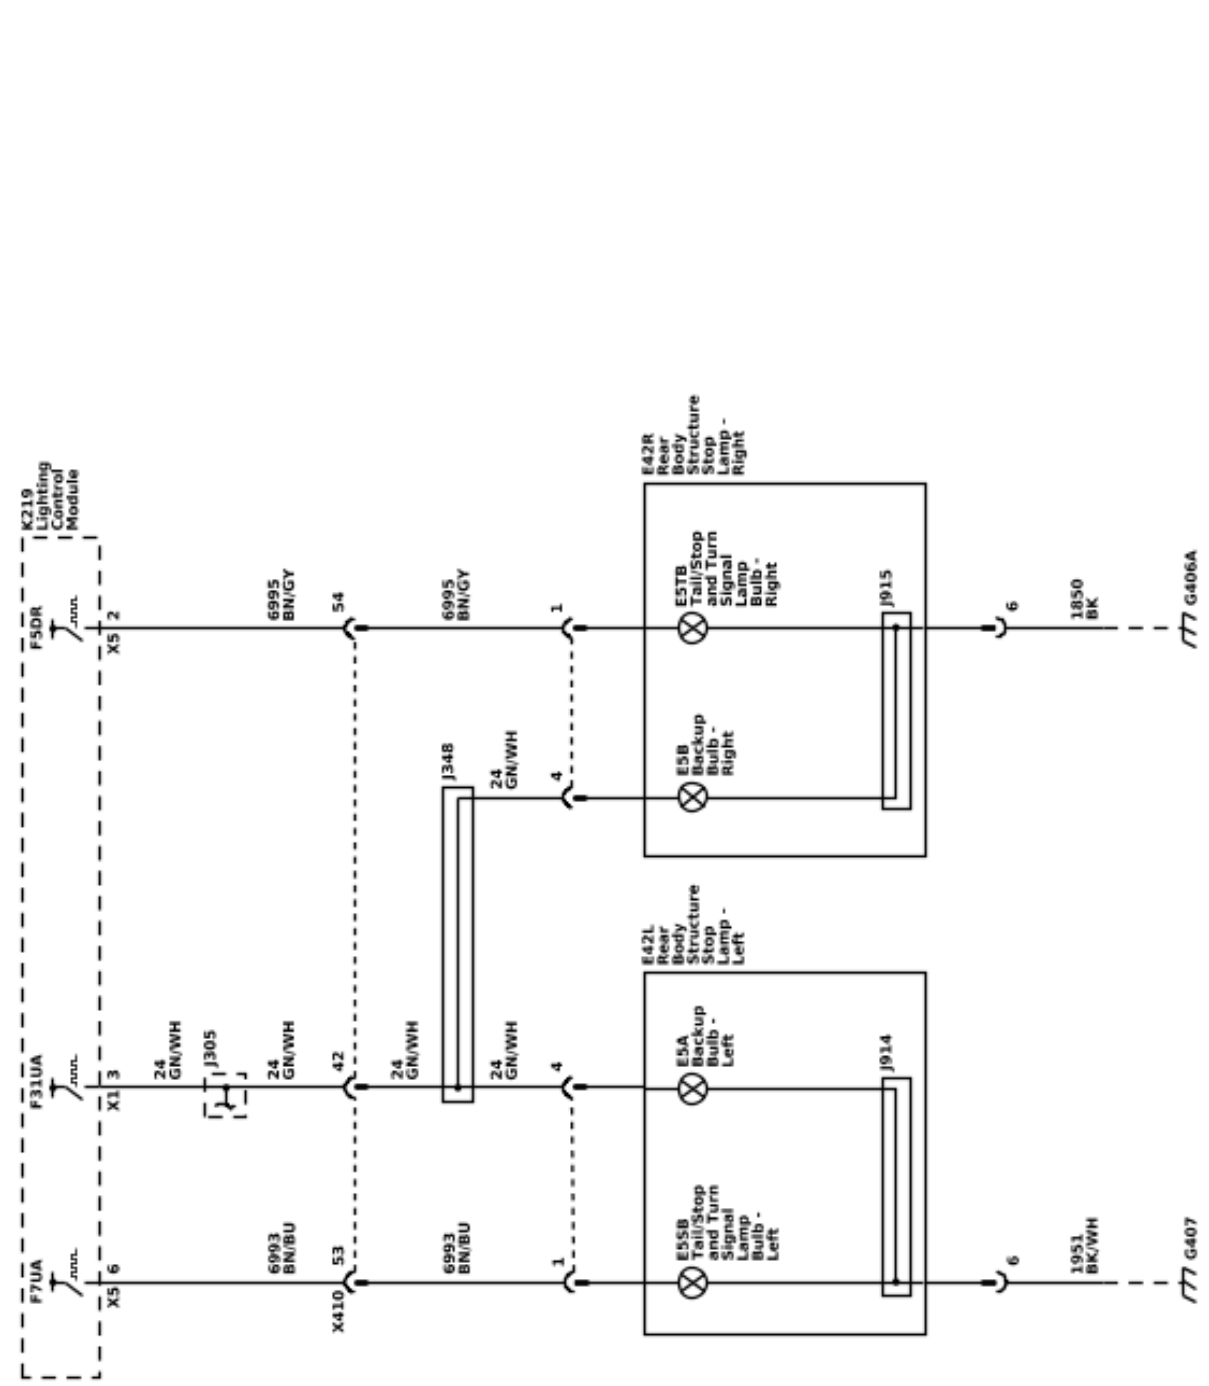 K219
Lighting
Control
Module
F7UA
X5 6
F31UA
X1 3
F5DR
X5 2
24
GN/WH
J305
6993
BN/BU
24
GN/WH
6995
BN/GY
X410 53
42
54
6993
BN/BU
24
GN/WH
J348
6995
BN/GY
24
GN/WH
24
GN/WH
1
4
4
1
E42L
Rear
Body
Structure
Stop
Lamp -
Left
E42R
Rear
Body
Structure
Stop
Lamp -
Right
E5SB
Tail/Stop
and Turn
Signal
Lamp
Bulb -
Left
E5A
Backup
Bulb -
Left
E5B
Backup
Bulb -
Right
E5TB
Tail/Stop
and Turn
Signal
Lamp
Bulb -
Right
J914
J915
6
6
1951
BK/WH
1850
BK
G407
G406A